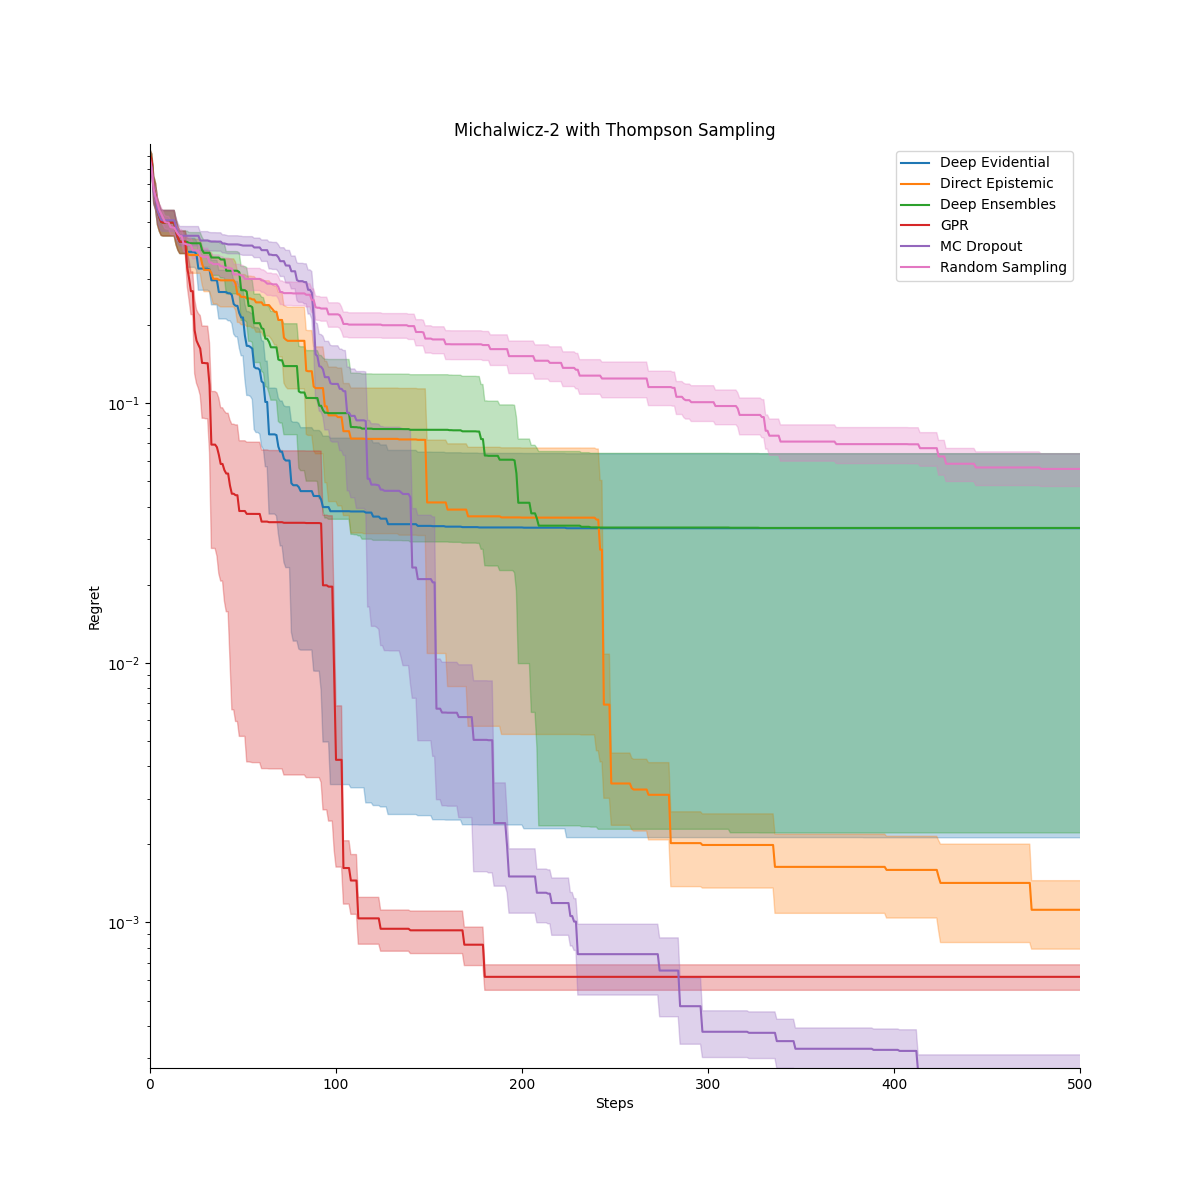 Michalwicz-2 with Thompson Sampling
Deep Evidential
Direct Epistemic
Deep Ensembles
GPR
MC Dropout
Random Sampling
Regret
10⁻¹
10⁻²
10⁻³
0 100 200 300 400 500
Steps